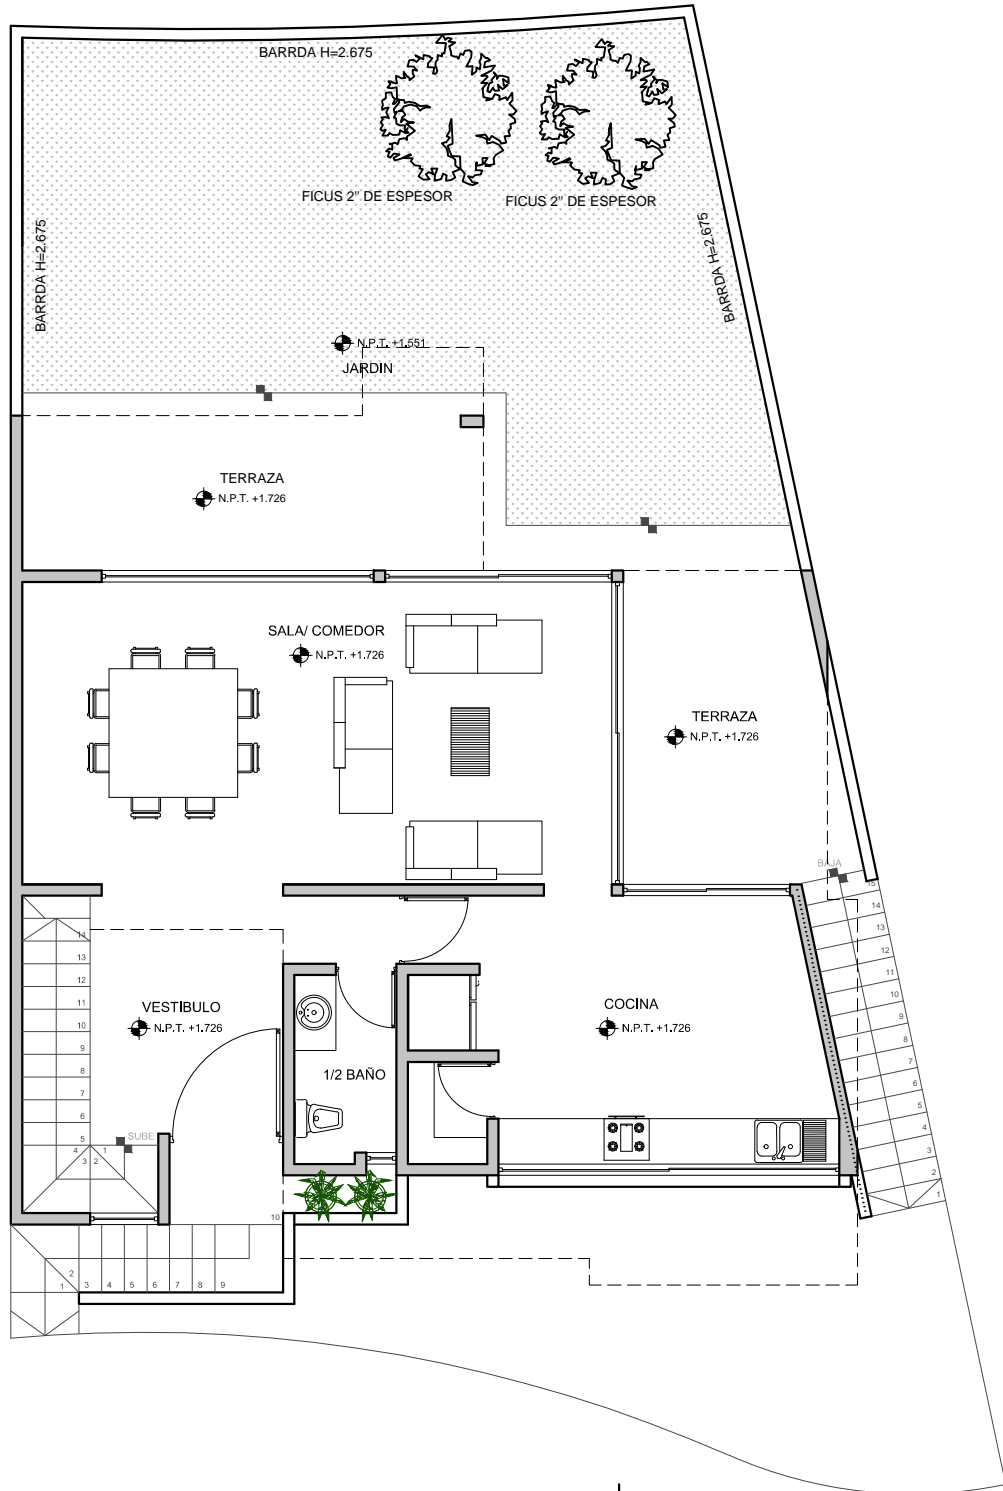 BARRDA H=2.675
FICUS 2" DE ESPESOR
FICUS 2" DE ESPESOR
BARRDA H=2.675
BARRDA H=2.675
N.P.T. +1.551
JARDIN
TERRAZA
N.P.T. +1.726
SALA/ COMEDOR
N.P.T. +1.726
TERRAZA
N.P.T. +1.726
BAJA
15
14
13
12
11
10
9
8
7
6
5
4
3
2
1
14
13
12
11
10
9
8
7
6
5
4
3
2
1
SUBE
VESTIBULO
N.P.T. +1.726
COCINA
N.P.T. +1.726
1/2 BAÑO
10
1
2
3
4
5
6
7
8
9